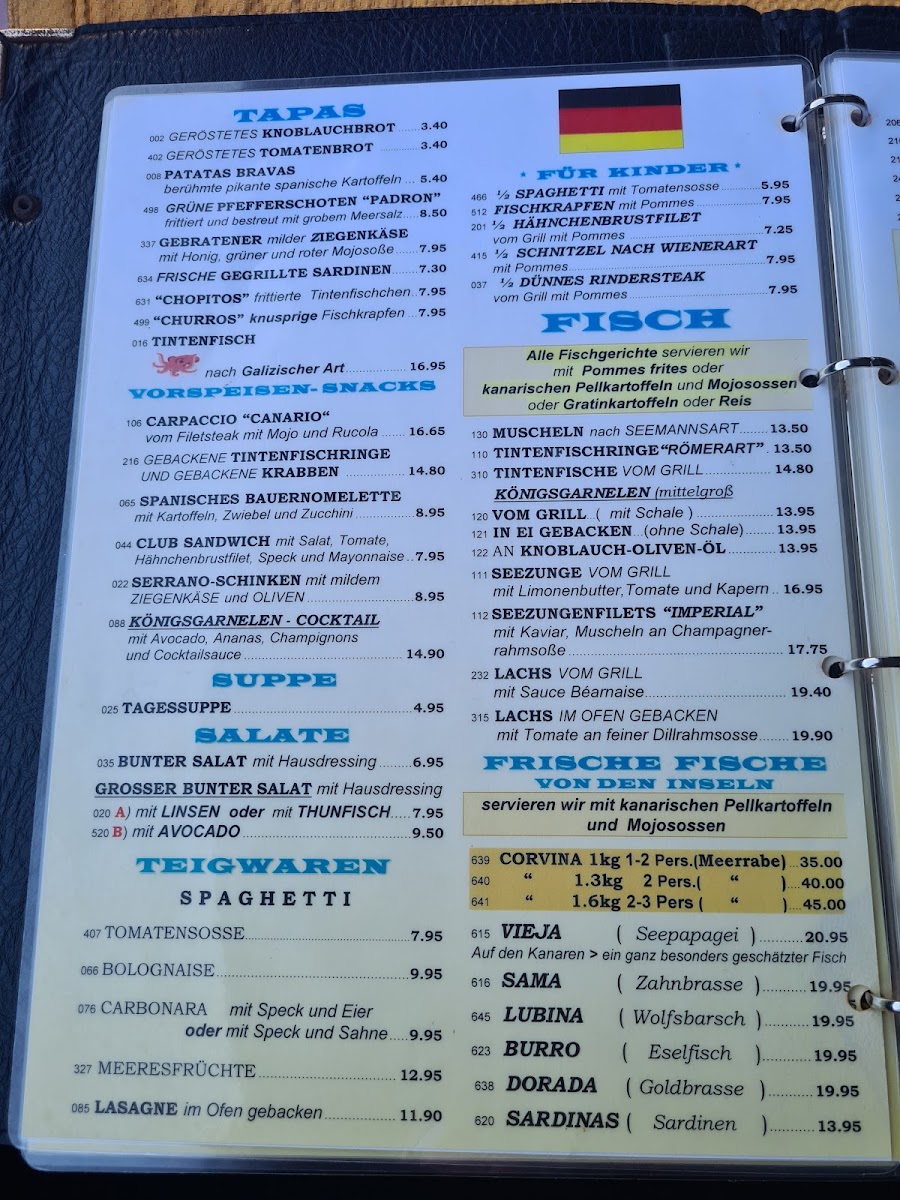 TAPAS
002 GERÖSTETES KNOBLAUCHBROT ......3.40
402 GERÖSTETES TOMATENBROT ..........3.40
008 PATATAS BRAVAS
berühmte pikante spanische Kartoffeln ... 5.40
498 GRÜNE PFEFFERSCHOTEN "PADRON"
frittiert und bestreut mit grobem Meersalz....8.50
337 GEBRATENER milder ZIEGENKÄSE
mit Honig, grüner und roter Mojosoße......7.95
634 FRISCHE GEGRILLTE SARDINEN.......7.30
631 "CHOPITOS" frittierte Tintenfischchen..7.95
499 "CHURROS" knusprige Fischkrapfen...7.95
016 TINTENFISCH
nach Galizischer Art..............16.95
VORSPEISEN-SNACKS
106 CARPACCIO "CANARIO"
vom Filetsteak mit Mojo und Rucola ...... 16.65
216 GEBACKENE TINTENFISCHRINGE
UND GEBACKENE KRABBEN ............. 14.80
065 SPANISCHES BAUERNOMELETTE
mit Kartoffeln, Zwiebel und Zucchini ..............8.95
044 CLUB SANDWICH mit Salat, Tomate,
Hähnchenbrustfilet, Speck und Mayonnaise..7.95
022 SERRANO-SCHINKEN mit mildem
ZIEGENKÄSE und OLIVEN.........................8.95
088 KÖNIGSGARNELEN - COCKTAIL
mit Avocado, Ananas, Champignons
und Cocktailsauce.................................. 14.90
SUPPE
025 TAGESSUPPE......................................4.95
SALATE
035 BUNTER SALAT mit Hausdressing ........6.95
GROSSER BUNTER SALAT mit Hausdressing
020 A) mit LINSEN oder mit THUNFISCH.....7.95
520 B) mit AVOCADO....................................9.50
TEIGWAREN
SPAGHETTI
407 TOMATENSOSSE...................................7.95
066 BOLOGNAISE........................................9.95
076 CARBONARA mit Speck und Eier
oder mit Speck und Sahne....9.95
327 MEERESFRÜCHTE...............................12.95
085 LASAGNE im Ofen gebacken...............11.90
* FÜR KINDER *
466 ½ SPAGHETTI mit Tomatensosse...........5.95
512 FISCHKRAPFEN mit Pommes ...............7.95
201 ½ HÄHNCHENBRUSTFILET
vom Grill mit Pommes.............................7.25
415 ½ SCHNITZEL NACH WIENERART
mit Pommes...........................................7.95
037 ½ DÜNNES RINDERSTEAK
vom Grill mit Pommes............................7.95
FISCH
Alle Fischgerichte servieren wir
mit Pommes frites oder
kanarischen Pellkartoffeln und Mojosossen
oder Gratinkartoffeln oder Reis
130 MUSCHELN nach SEEMANNSART.......13.50
110 TINTENFISCHRINGE"RÖMERART" . 13.50
310 TINTENFISCHE VOM GRILL...............14.80
KÖNIGSGARNELEN (mittelgroß
120 VOM GRILL ( mit Schale )...............13.95
121 IN EI GEBACKEN...(ohne Schale).......13.95
122 AN KNOBLAUCH-OLIVEN-ÖL...........13.95
111 SEEZUNGE VOM GRILL
mit Limonenbutter,Tomate und Kapern .. 16.95
112 SEEZUNGENFILETS "IMPERIAL"
mit Kaviar, Muscheln an Champagner-
rahmsoße............................................ 17.75
232 LACHS VOM GRILL
mit Sauce Béarnaise.............................19.40
315 LACHS IM OFEN GEBACKEN
mit Tomate an feiner Dillrahmsosse.......19.90
FRISCHE FISCHE
VON DEN INSELN
servieren wir mit kanarischen Pellkartoffeln
und Mojosossen
639 CORVINA 1kg 1-2 Pers.(Meerrabe)...35.00
640 " 1.3kg 2 Pers.( " )....40.00
641 " 1.6kg 2-3 Pers ( " )....45.00
615 VIEJA ( Seepapagei )...........20.95
Auf den Kanaren > ein ganz besonders geschätzter Fisch
616 SAMA ( Zahnbrasse )...........19.95
645 LUBINA ( Wolfsbarsch )...........19.95
623 BURRO ( Eselfisch )...........19.95
638 DORADA ( Goldbrasse )...........19.95
620 SARDINAS ( Sardinen )...........13.95
206